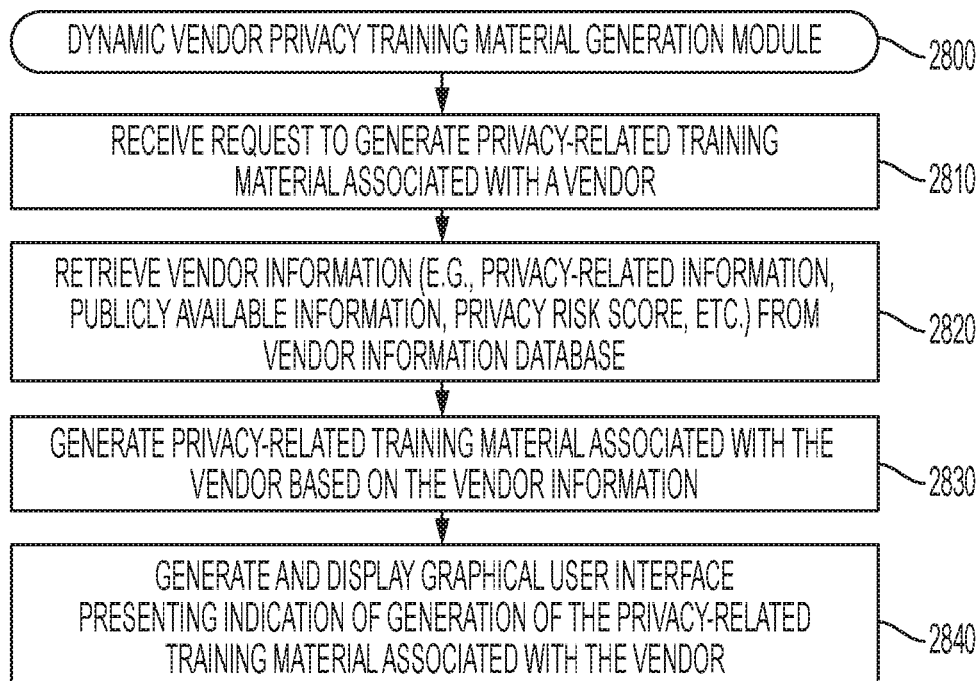 DYNAMIC VENDOR PRIVACY TRAINING MATERIAL GENERATION MODULE
2800
RECEIVE REQUEST TO GENERATE PRIVACY-RELATED TRAINING
MATERIAL ASSOCIATED WITH A VENDOR
2810
RETRIEVE VENDOR INFORMATION (E.G., PRIVACY-RELATED INFORMATION,
PUBLICLY AVAILABLE INFORMATION, PRIVACY RISK SCORE, ETC.) FROM
VENDOR INFORMATION DATABASE
2820
GENERATE PRIVACY-RELATED TRAINING MATERIAL ASSOCIATED WITH THE
VENDOR BASED ON THE VENDOR INFORMATION
2830
GENERATE AND DISPLAY GRAPHICAL USER INTERFACE
PRESENTING INDICATION OF GENERATION OF THE PRIVACY-RELATED
TRAINING MATERIAL ASSOCIATED WITH THE VENDOR
2840